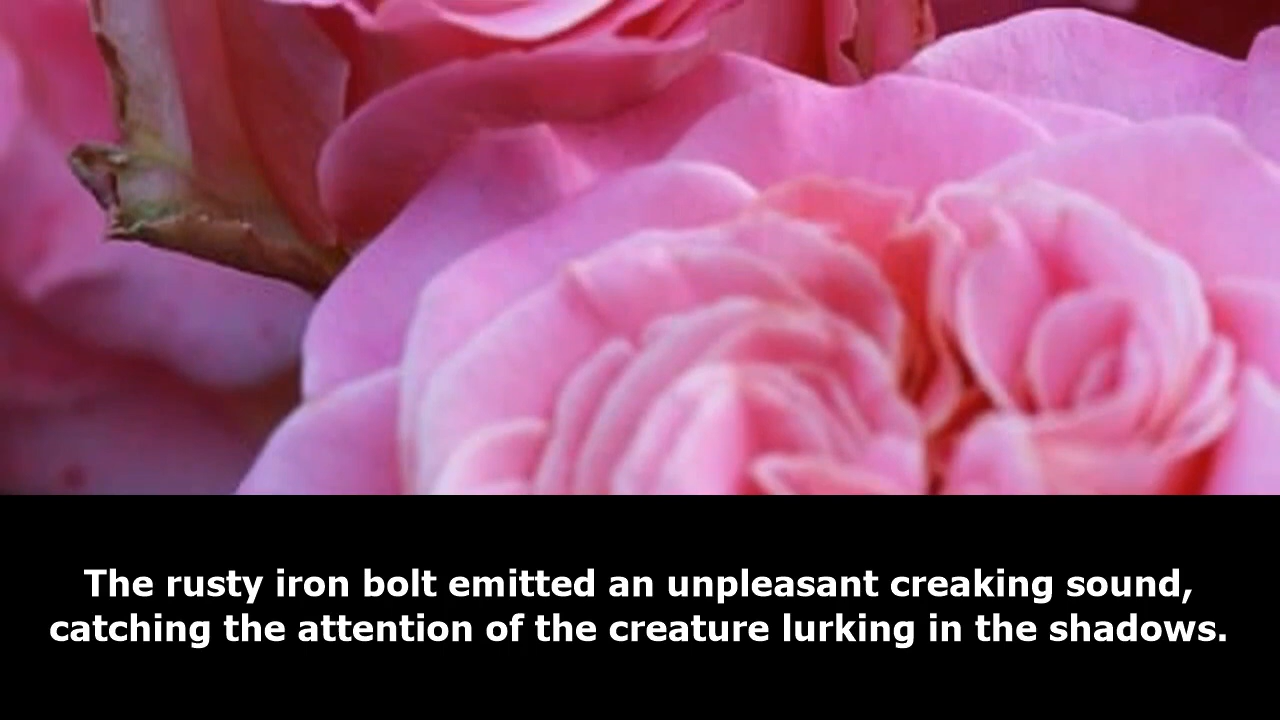 The rusty iron bolt emitted an unpleasant creaking sound,
catching the attention of the creature lurking in the shadows.